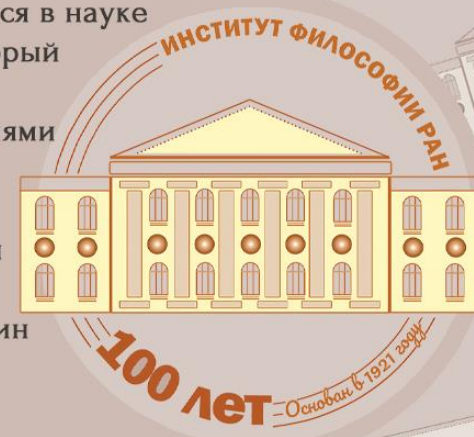 ся в науке
рый
ями
ин
ИНСТИТУТ ФИЛОСОФИИ РАН
100 лет
Основан в 1921 году